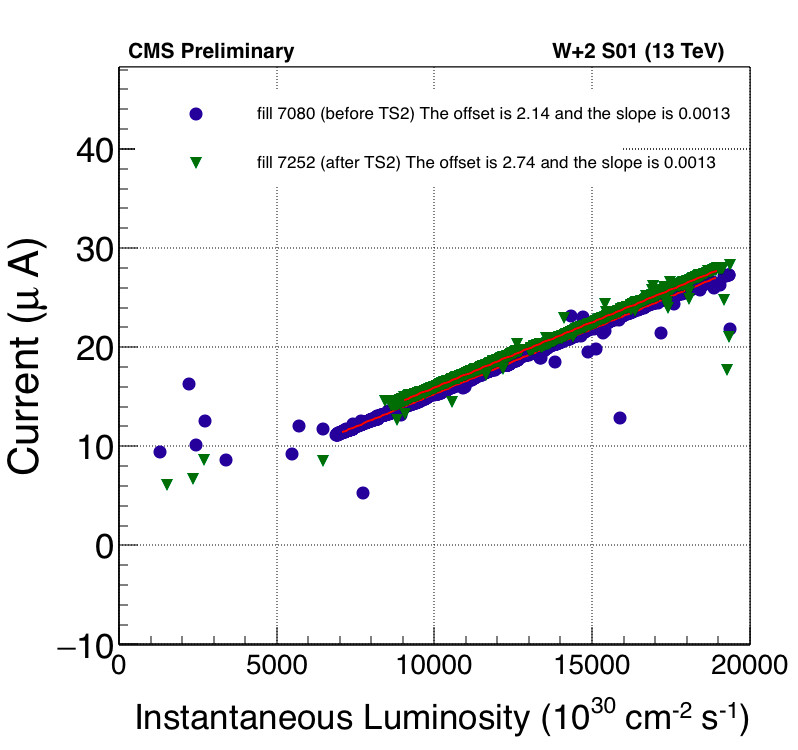 CMS Preliminary W+2 S01 (13 TeV)
fill 7080 (before TS2) The offset is 2.14 and the slope is 0.0013
fill 7252 (after TS2) The offset is 2.74 and the slope is 0.0013
40
30
20
10
0
−10
Current (μ A)
0 5000 10000 15000 20000
Instantaneous Luminosity (10³⁰ cm⁻² s⁻¹)